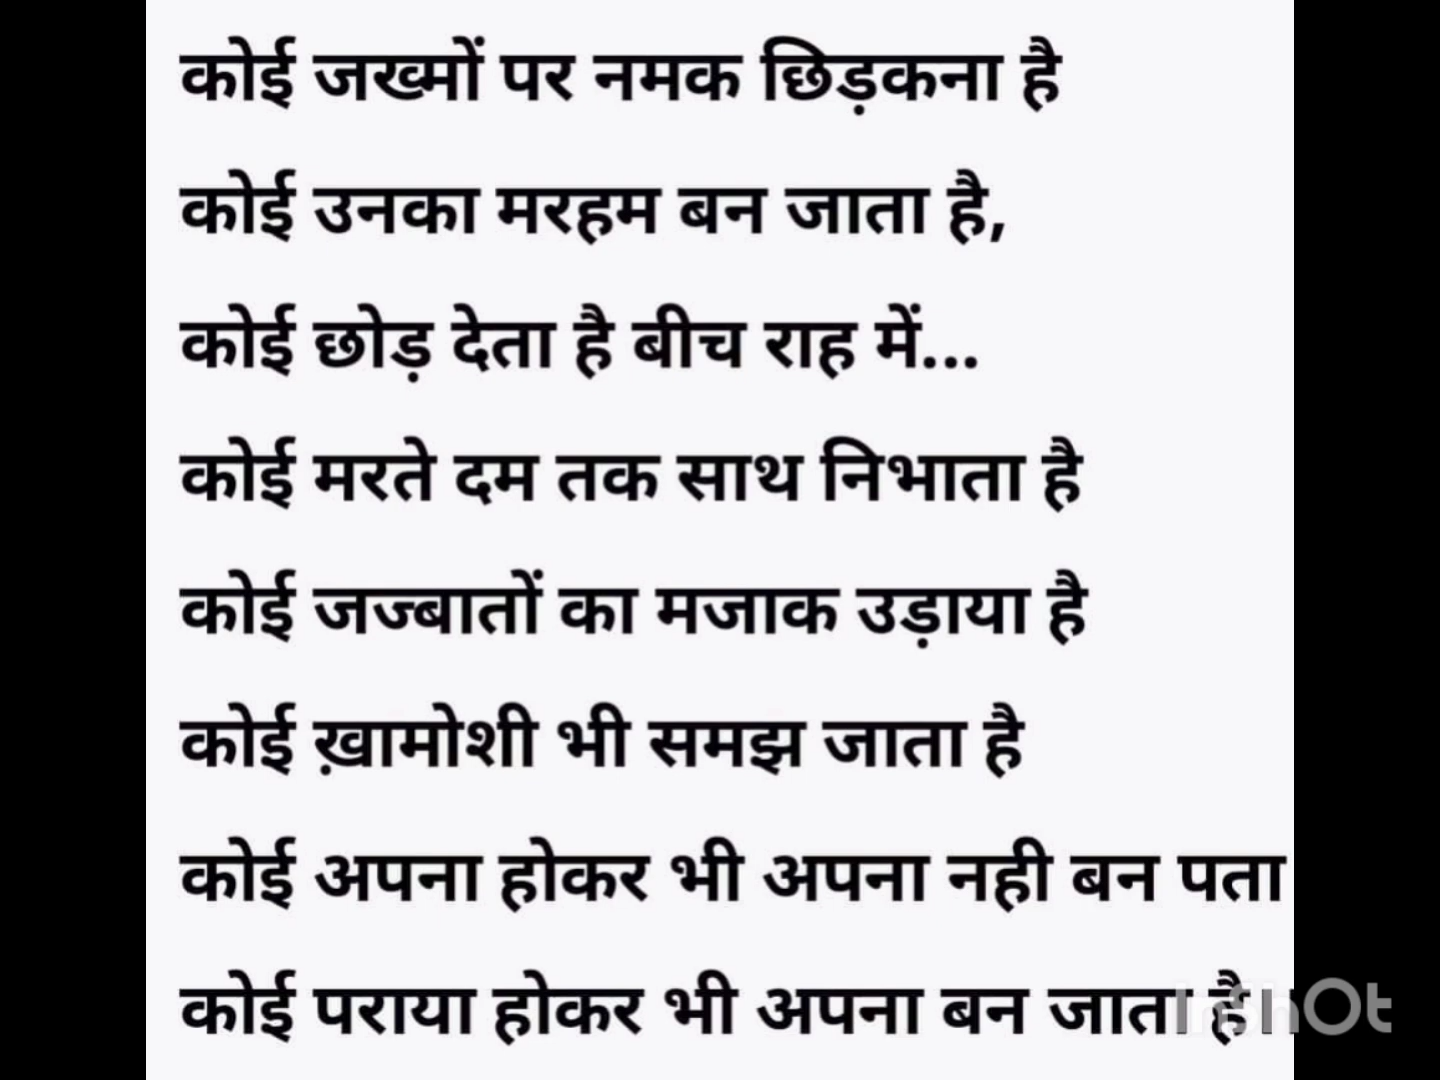 कोई जख्मों पर नमक छिड़कना है
कोई उनका मरहम बन जाता है,
कोई छोड़ देता है बीच राह में...
कोई मरते दम तक साथ निभाता है
कोई जज्बातों का मजाक उड़ाया है
कोई ख़ामोशी भी समझ जाता है
कोई अपना होकर भी अपना नही बन पता
कोई पराया होकर भी अपना बन जाता है।
InShOt